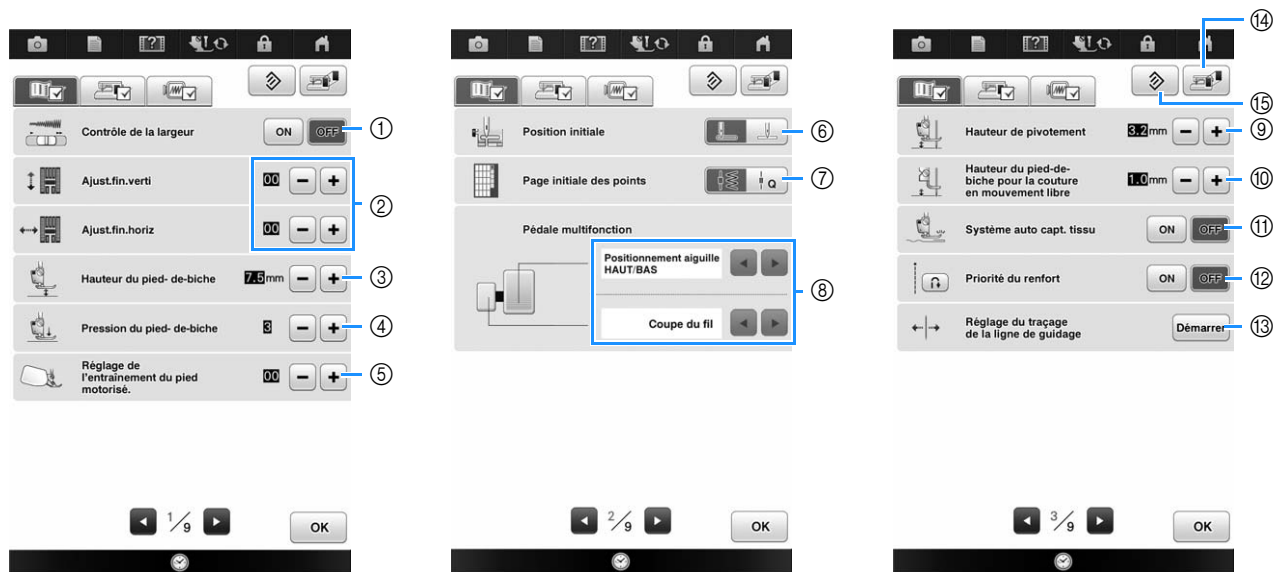 Contrôle de la largeur ON OFF ①
Ajust.fin.verti 00 − +
②
Ajust.fin.horiz 00 − +
Hauteur du pied- de-biche 7.5mm − + ③
Pression du pied- de-biche 3 − + ④
Réglage de
l'entraînement du pied
motorisé.
00 − + ⑤
1/9
OK
Position initiale ⑥
Page initiale des points Q ⑦
Pédale multifonction
Positionnement aiguille
HAUT/BAS
⑧
Coupe du fil
2/9
OK
⑭
⑮
Hauteur de pivotement 3.2mm − + ⑨
Hauteur du pied-de-
biche pour la couture
en mouvement libre
1.0mm − + ⑩
Système auto capt. tissu ON OFF ⑪
Priorité du renfort ON OFF ⑫
Réglage du traçage
de la ligne de guidage
Démarrer ⑬
3/9
OK